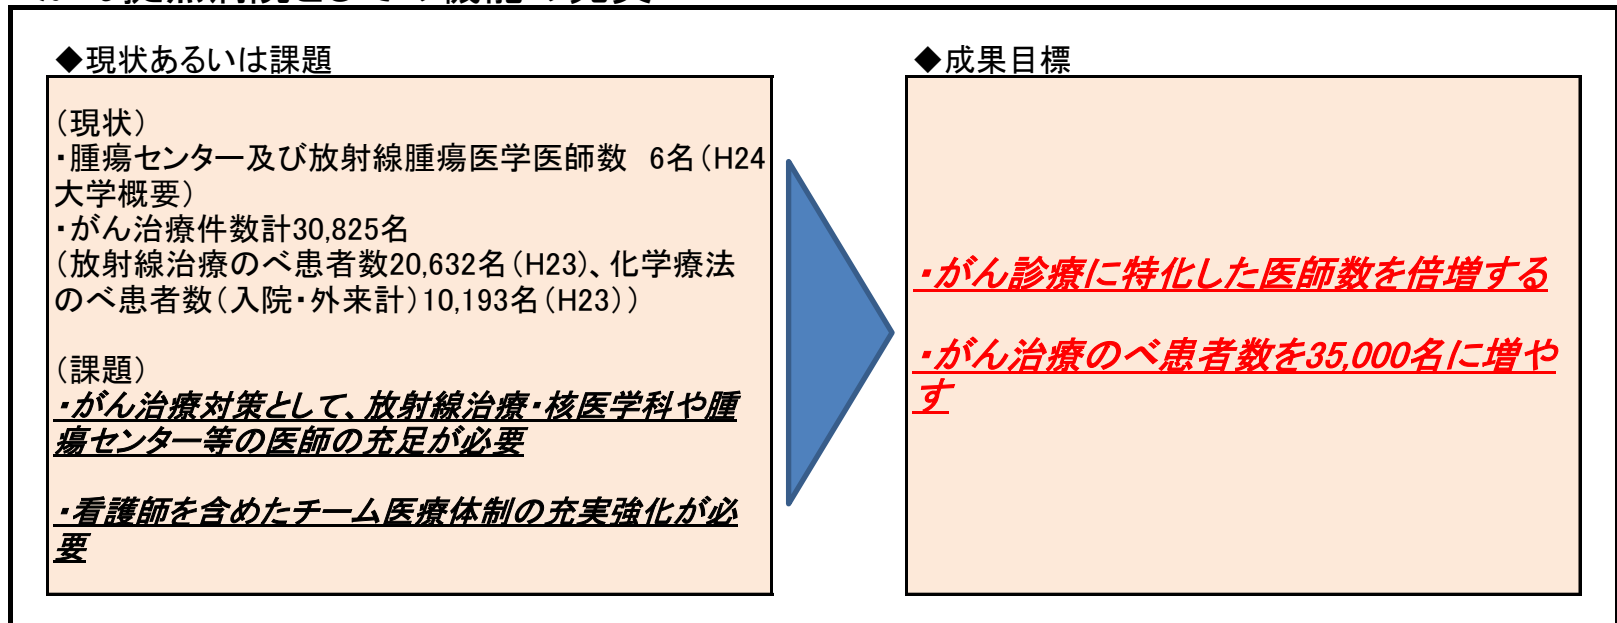 ◆現状あるいは課題
(現状)
・腫瘍センター及び放射線腫瘍医学医師数　6名(H24
大学概要)
・がん治療件数計30,825名
(放射線治療のべ患者数20,632名(H23)、化学療法
のべ患者数(入院・外来計)10,193名(H23))
(課題)
・がん治療対策として、放射線治療・核医学科や腫
瘍センター等の医師の充足が必要
・看護師を含めたチーム医療体制の充実強化が必
要
◆成果目標
・がん診療に特化した医師数を倍増する
・がん治療のべ患者数を35,000名に増や
す